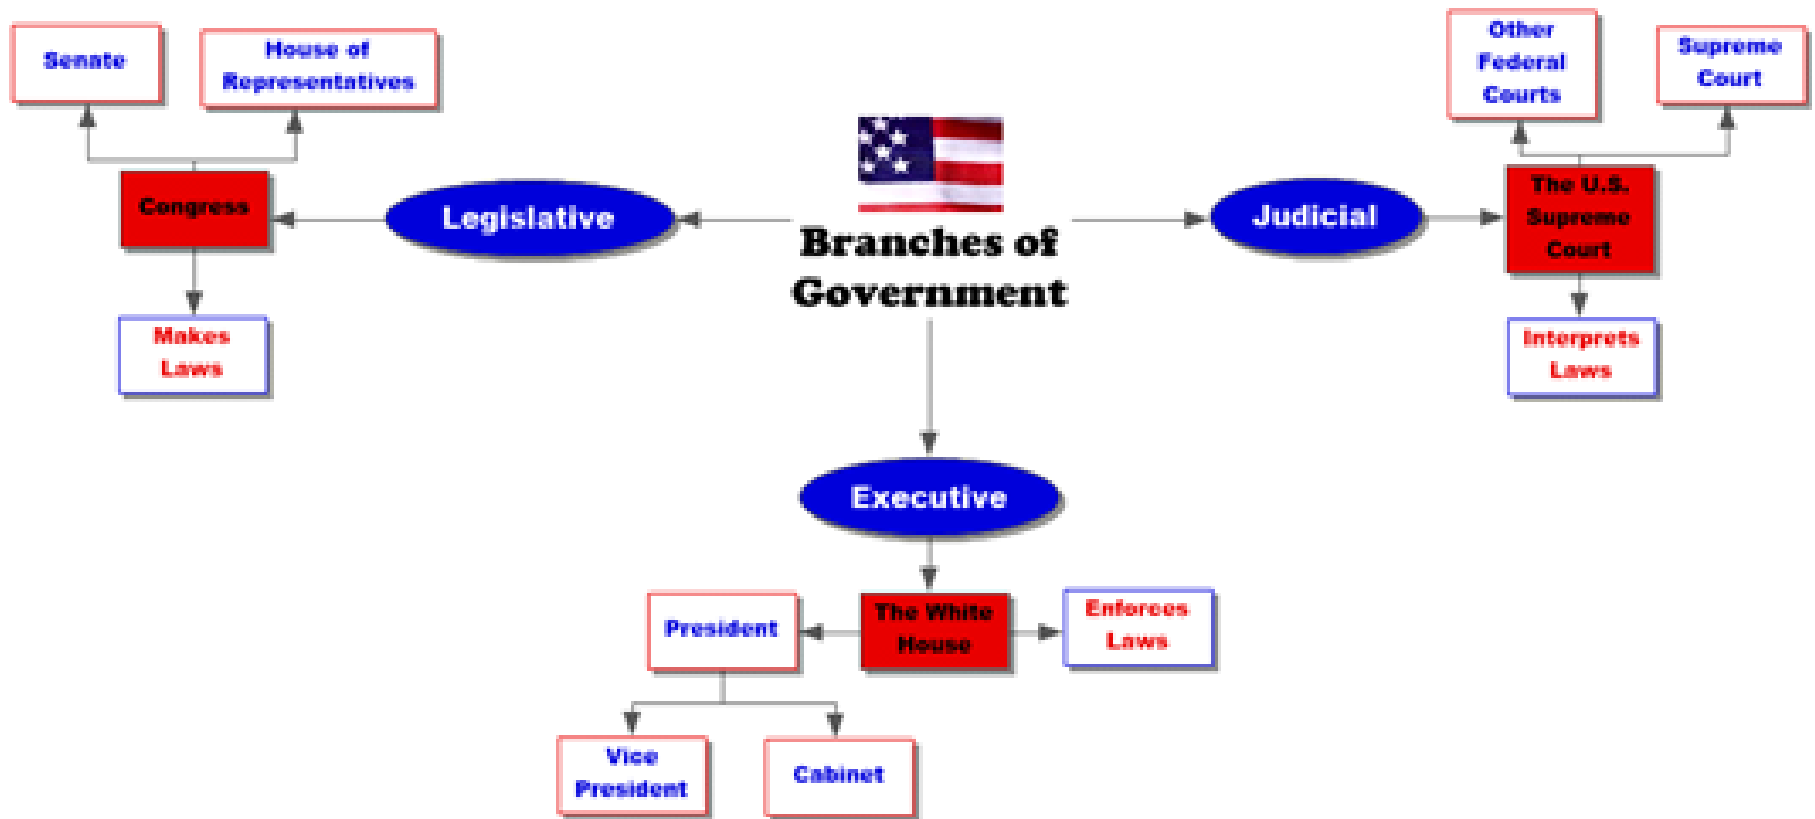 Branches of
Government
Legislative
Congress
Senate
House of
Representatives
Makes
Laws
Judicial
The U.S.
Supreme
Court
Other
Federal
Courts
Supreme
Court
Interprets
Laws
Executive
The White
House
President
Enforces
Laws
Vice
President
Cabinet